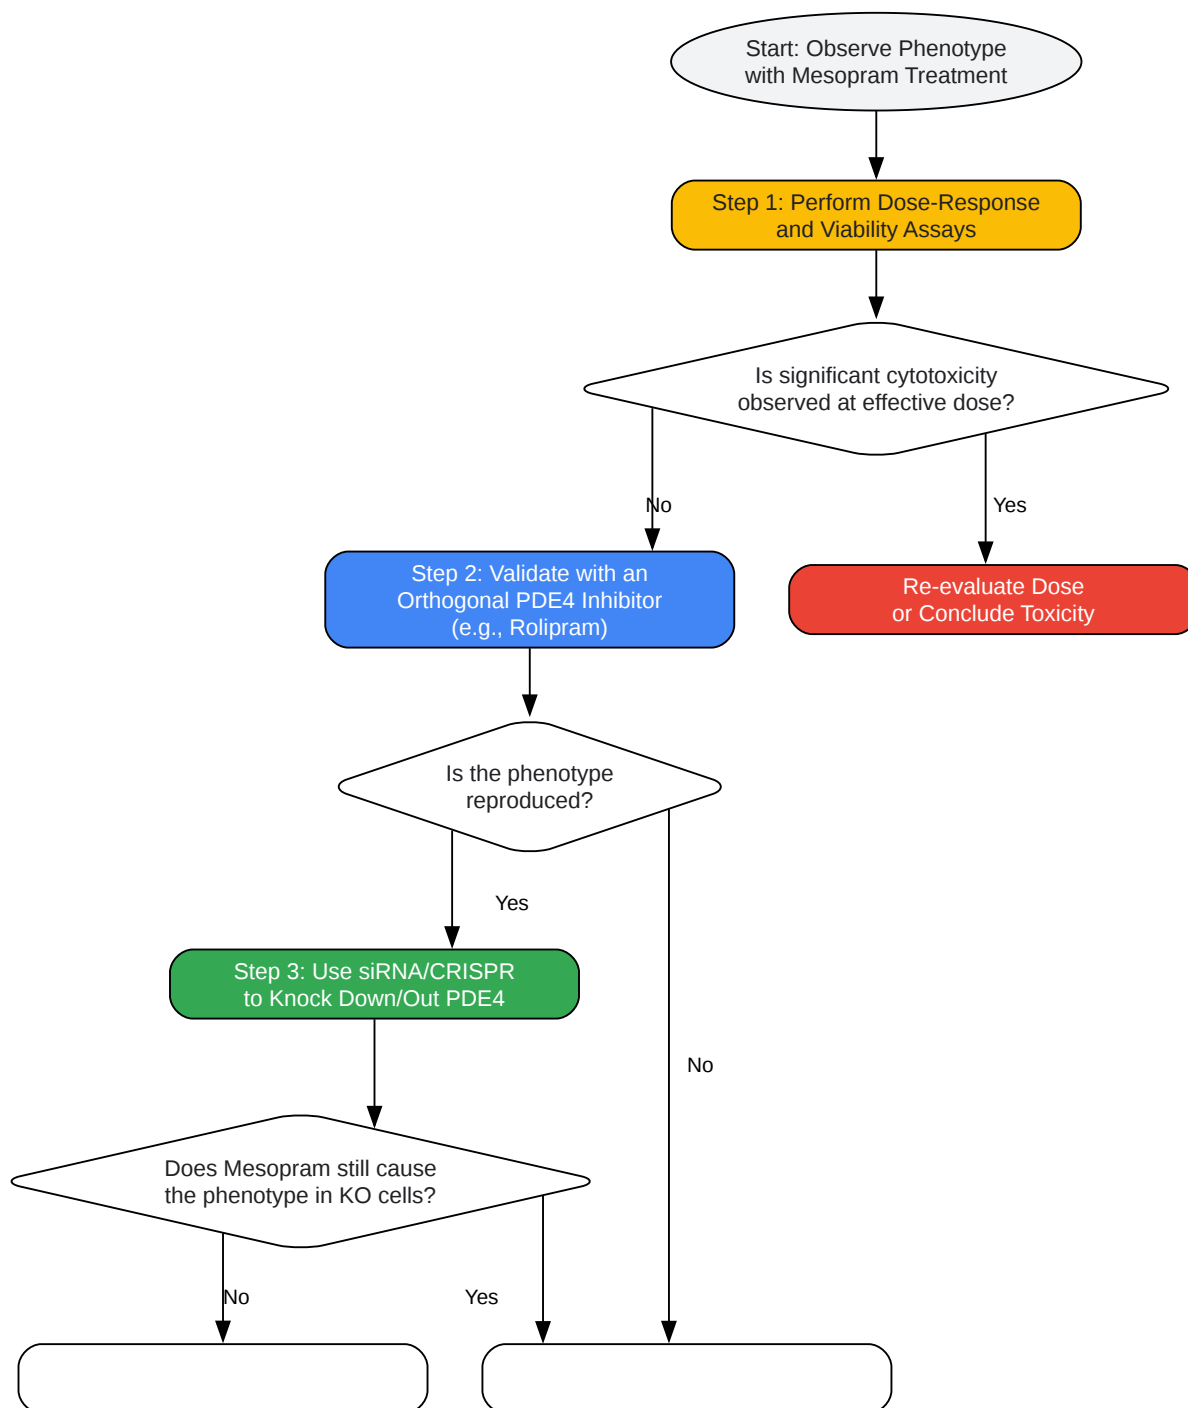 Start: Observe Phenotype
with Mesopram Treatment
Step 1: Perform Dose-Response
and Viability Assays
Is significant cytotoxicity
observed at effective dose?
No
Yes
Step 2: Validate with an
Orthogonal PDE4 Inhibitor
(e.g., Rolipram)
Re-evaluate Dose
or Conclude Toxicity
Is the phenotype
reproduced?
Yes
Step 3: Use siRNA/CRISPR
to Knock Down/Out PDE4
No
Does Mesopram still cause
the phenotype in KO cells?
No
Yes